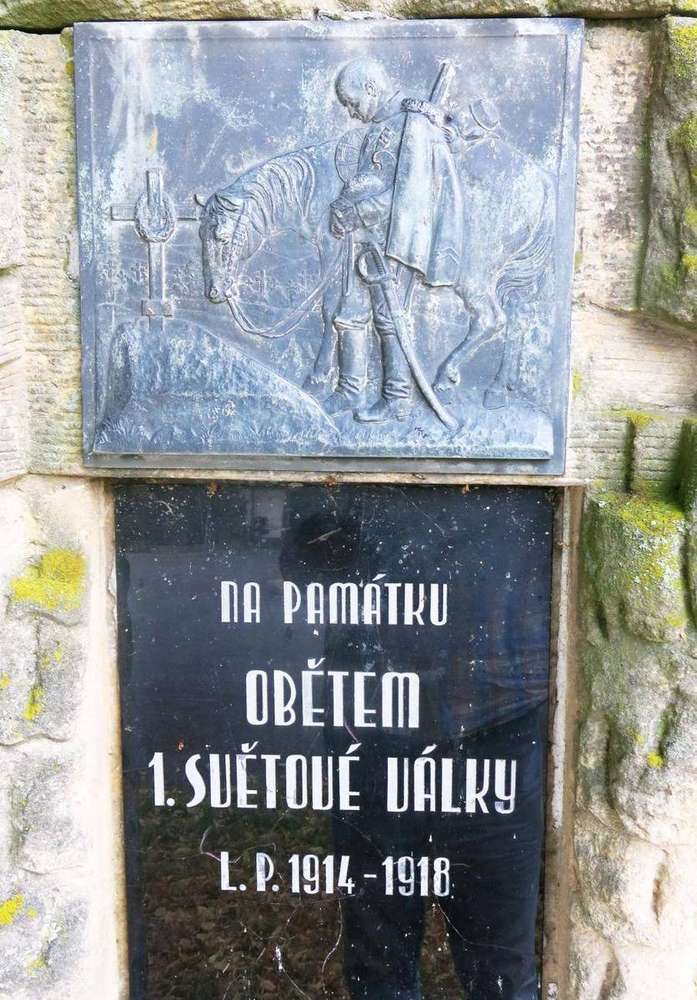 NA PAMÁTKU
OBĚTEM
1. SVĚTOVÉ VÁLKY
L. P. 1914 - 1918